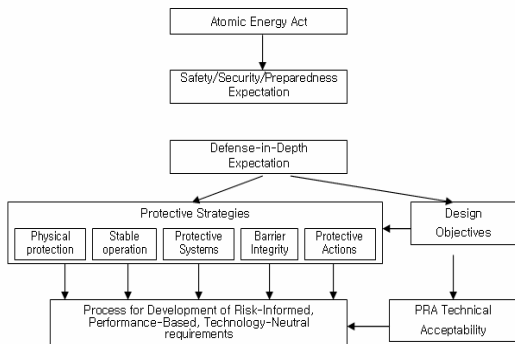 Atomic Energy Act
Safety/Security/Preparedness
Expectation
Defense-in-Depth
Expectation
Protective Strategies
Physical
protection
Stable
operation
Protective
Systems
Barrier
Integrity
Protective
Actions
Design
Objectives
Process for Development of Risk-Informed,
Performance-Based, Technology-Neutral
requirements
PRA Technical
Acceptability